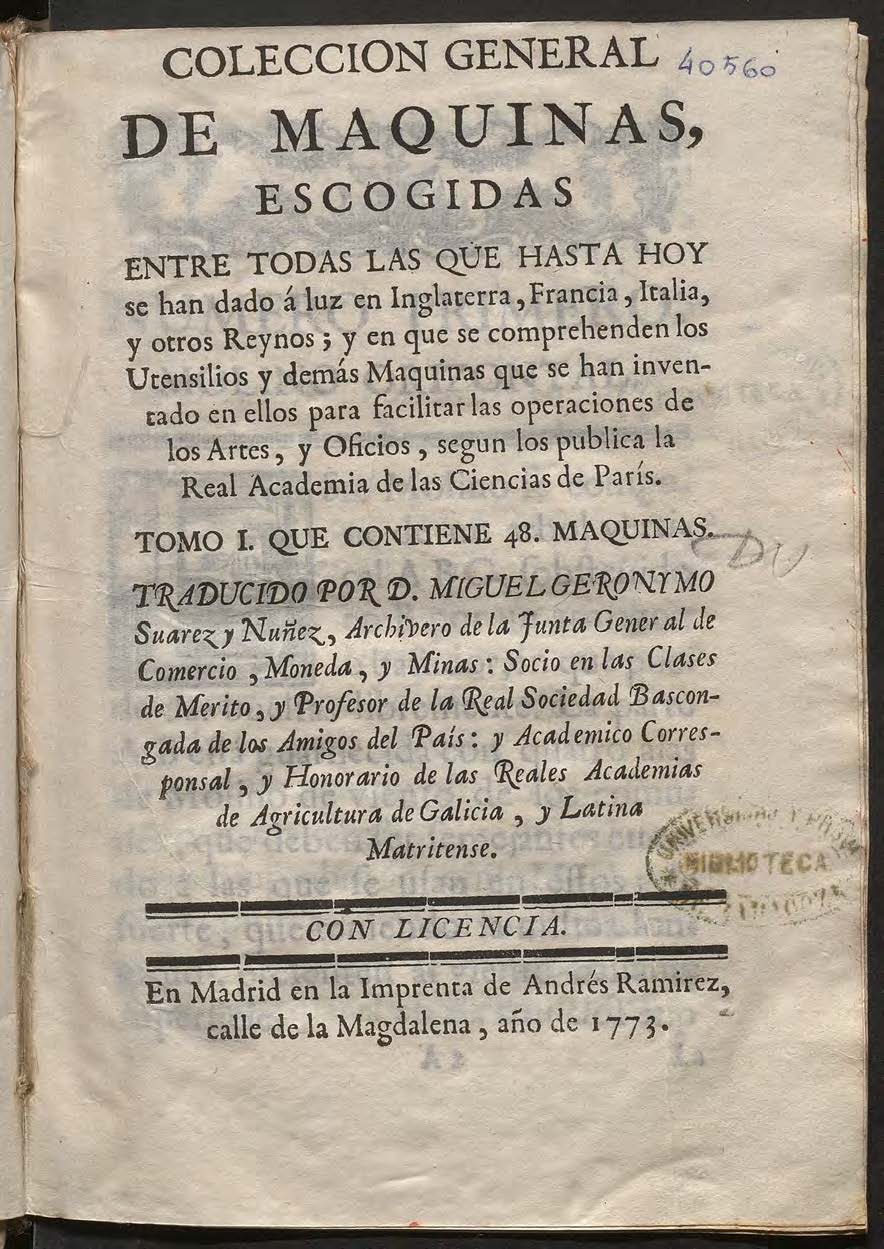 COLECCION GENERAL 40560
DE MAQUINAS,
ESCOGIDAS
ENTRE TODAS LAS QUE HASTA HOY
se han dado á luz en Inglaterra, Francia, Italia,
y otros Reynos; y en que se comprehenden los
Utensilios y demás Maquinas que se han inven-
tado en ellos para facilitar las operaciones de
los Artes, y Oficios, segun los publica la
Real Academia de las Ciencias de París.
TOMO I. QUE CONTIENE 48. MAQUINAS.
TRADUCIDO POR D. MIGUEL GERONYMO
Suarez y Nuñez, Archivero de la Junta General de
Comercio, Moneda, y Minas: Socio en las Clases
de Merito, y Profesor de la Real Sociedad Bascon-
gada de los Amigos del País: y Academico Corres-
ponsal, y Honorario de las Reales Academias
de Agricultura de Galicia, y Latina
Matritense.
BIBLIOTECA
CON LICENCIA.
En Madrid en la Imprenta de Andrés Ramirez,
calle de la Magdalena, año de 1773.